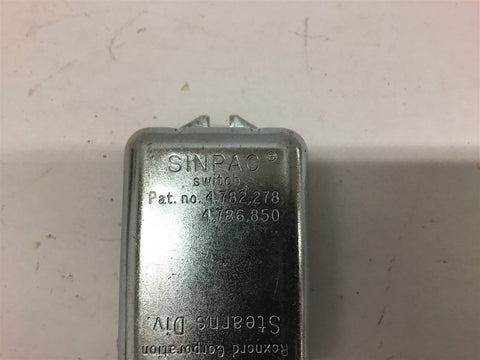 SINPAC®
switch
Pat. no. 4,782,278
4,786,850
Stearns Div.
Rexnord Corporation